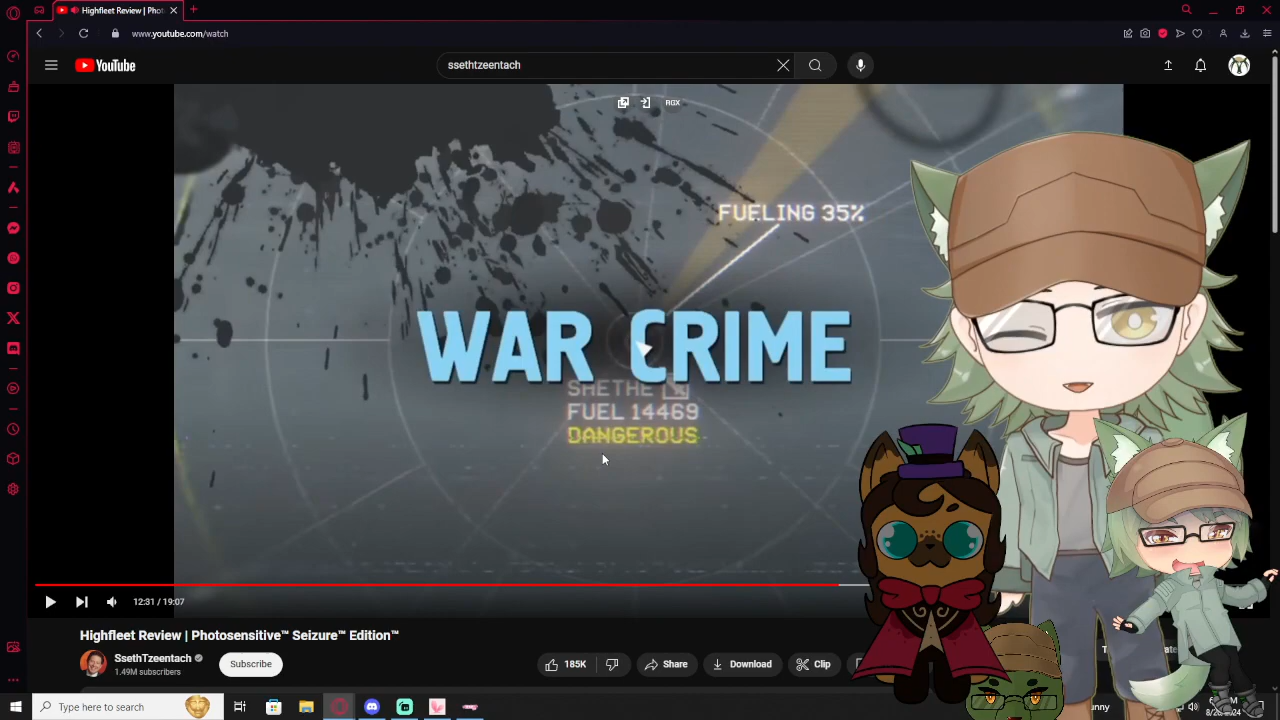 Highfleet Review | Phot
www.youtube.com/watch
YouTube
ssethtzeentach
RGX
FUELING 35%
WAR CRIME
SHETHE
FUEL 14469
DANGEROUS
12:31 / 19:07
Highfleet Review | Photosensitive™ Seizure™ Edition™
SsethTzeentach
1.49M subscribers
Subscribe
185K
Share
Download
Clip
Type here to search